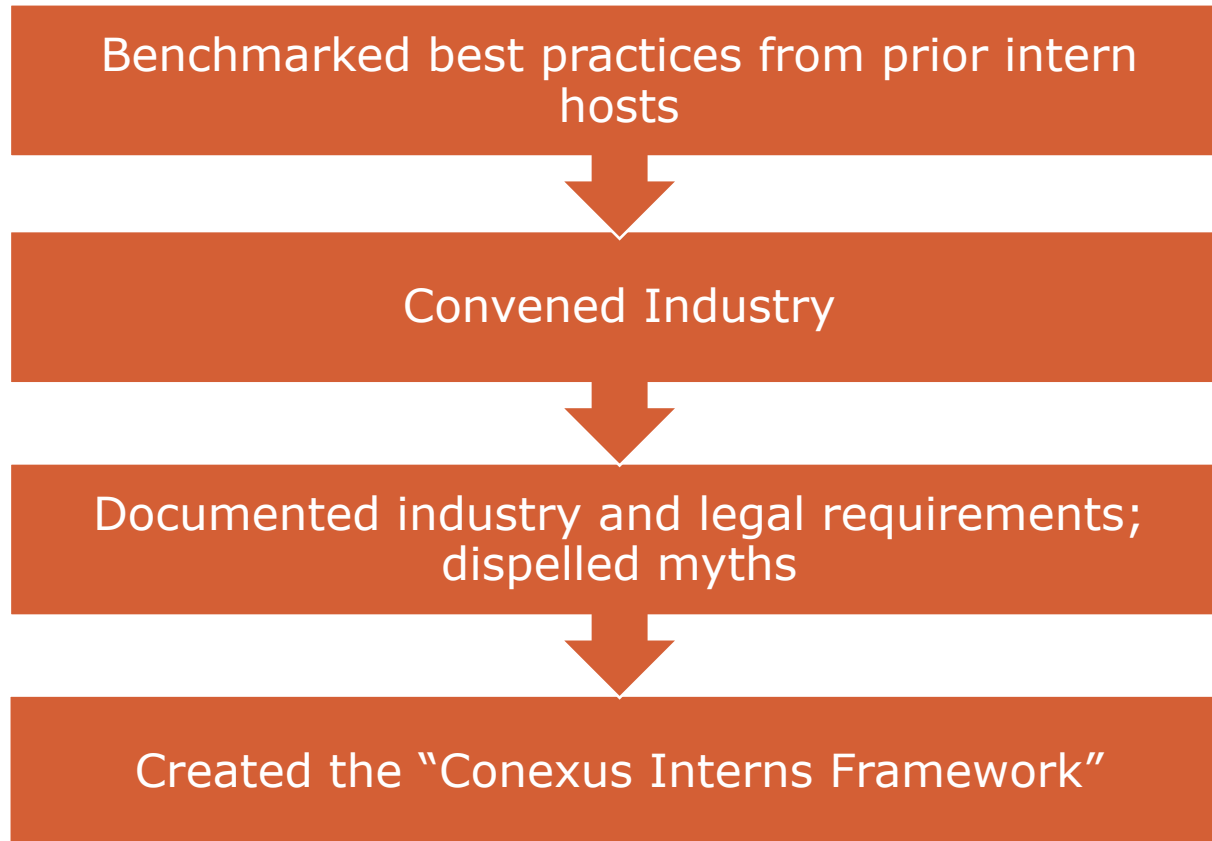 Benchmarked best practices from prior intern
hosts
Convened Industry
Documented industry and legal requirements;
dispelled myths
Created the “Conexus Interns Framework”